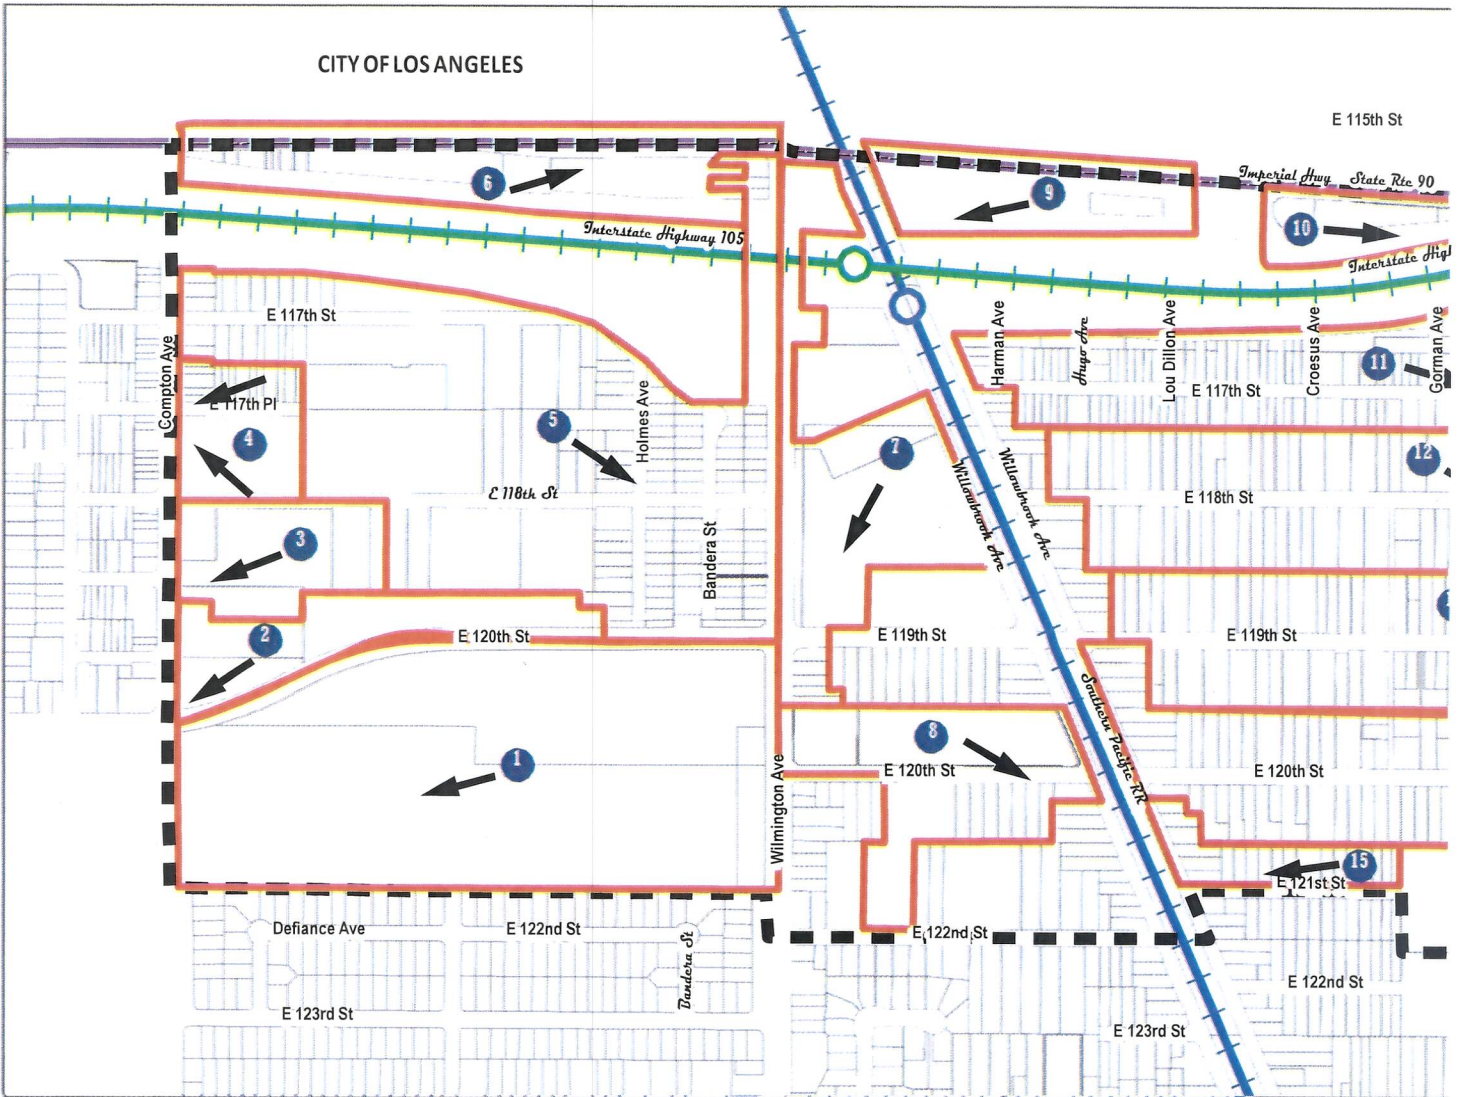 CITY OF LOS ANGELES
E 115th St
Imperial Hwy State Rte 90
6
9
10
Interstate Highway 105
Interstate High
E 117th St
Compton Ave
Harman Ave
Hugo Ave
Lou Dillon Ave
Croesus Ave
Gorman Ave
11
E 117th St
E 117th Pl
4
5
Holmes Ave
7
12
E 118th St
Willowbrook Ave
Willowbrook Ave
E 118th St
3
Bandera St
2
E 120th St
E 119th St
E 119th St
Southern Pacific RR
1
8
E 120th St
E 120th St
Wilmington Ave
15
E 121st St
Defiance Ave
E 122nd St
E 122nd St
Bandera St
E 122nd St
E 123rd St
E 123rd St